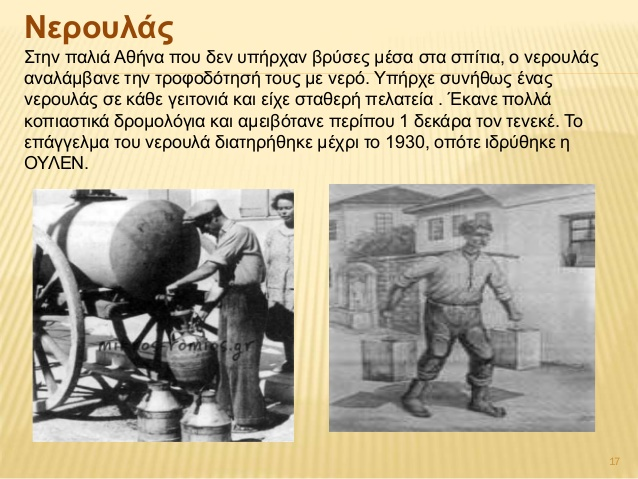 Νερουλάς
Στην παλιά Αθήνα που δεν υπήρχαν βρύσες μέσα στα σπίτια, ο νερουλάς
αναλάμβανε την τροφοδότησή τους με νερό. Υπήρχε συνήθως ένας
νερουλάς σε κάθε γειτονιά και είχε σταθερή πελατεία . Έκανε πολλά
κοπιαστικά δρομολόγια και αμειβότανε περίπου 1 δεκάρα τον τενεκέ. Το
επάγγελμα του νερουλά διατηρήθηκε μέχρι το 1930, οπότε ιδρύθηκε η
ΟΥΛΕΝ.
17